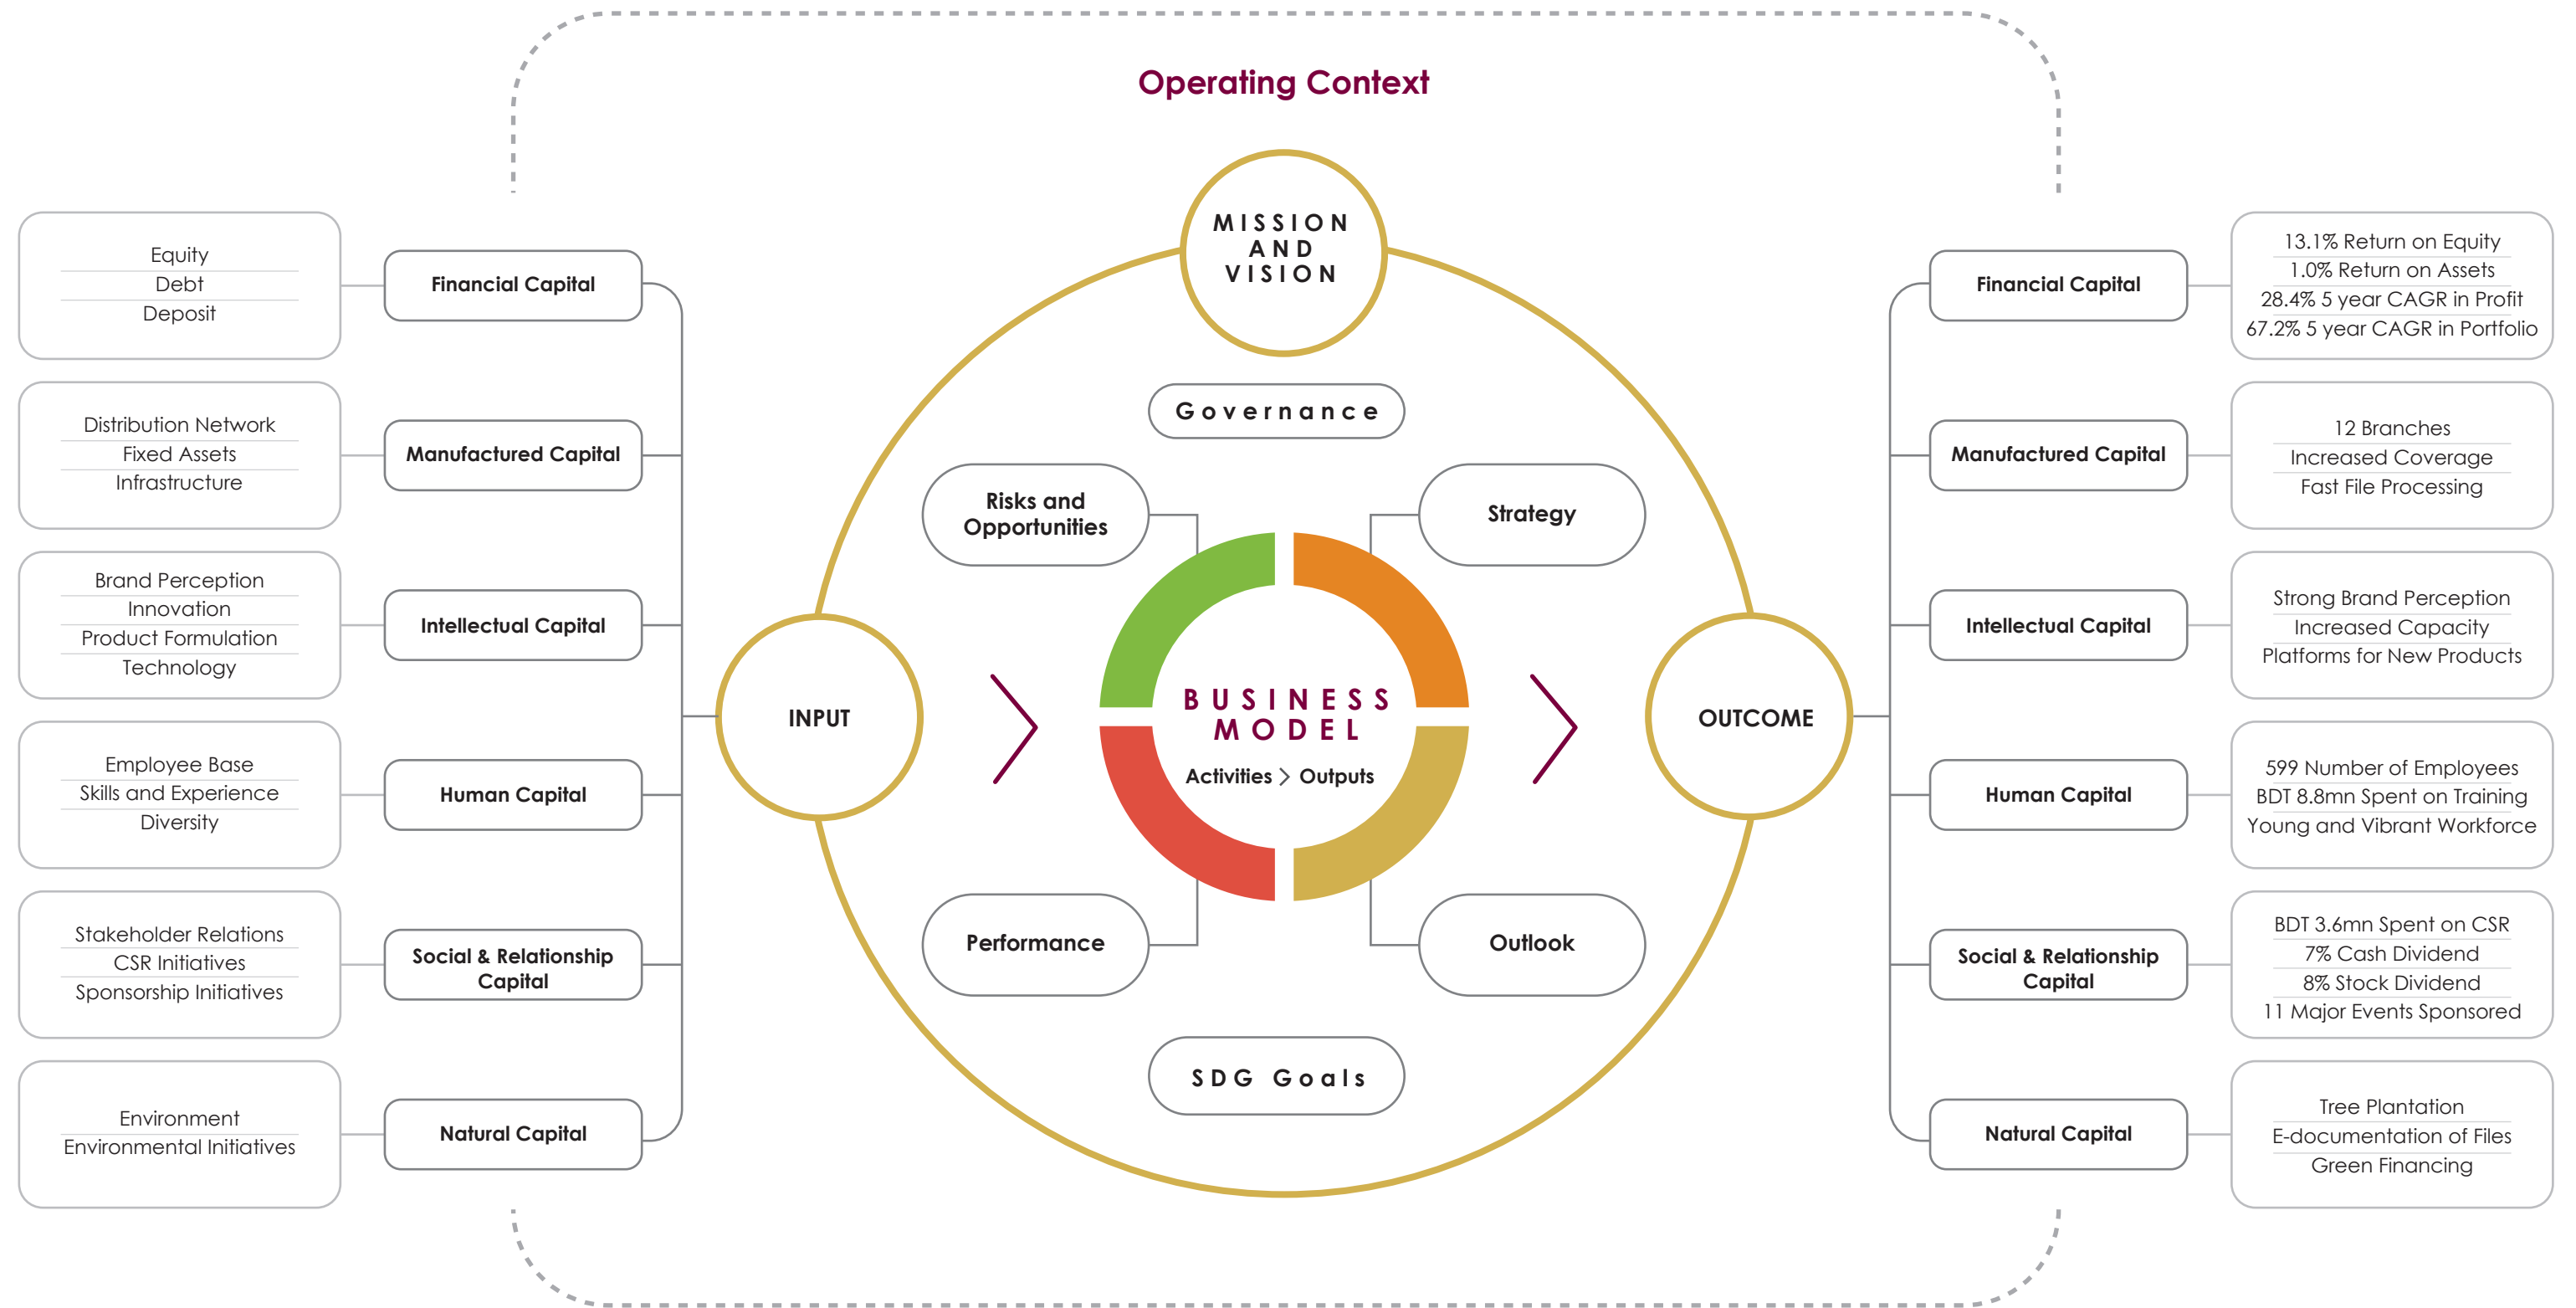 Operating Context
Equity
Debt
Deposit
Financial Capital
Distribution Network
Fixed Assets
Infrastructure
Manufactured Capital
Brand Perception
Innovation
Product Formulation
Technology
Intellectual Capital
Employee Base
Skills and Experience
Diversity
Human Capital
Stakeholder Relations
CSR Initiatives
Sponsorship Initiatives
Social & Relationship
Capital
Environment
Environmental Initiatives
Natural Capital
INPUT
MISSION
AND
VISION
Governance
Risks and
Opportunities
Strategy
BUSINESS
MODEL
Activities > Outputs
Performance
Outlook
SDG Goals
OUTCOME
Financial Capital
13.1% Return on Equity
1.0% Return on Assets
28.4% 5 year CAGR in Profit
67.2% 5 year CAGR in Portfolio
Manufactured Capital
12 Branches
Increased Coverage
Fast File Processing
Intellectual Capital
Strong Brand Perception
Increased Capacity
Platforms for New Products
Human Capital
599 Number of Employees
BDT 8.8mn Spent on Training
Young and Vibrant Workforce
Social & Relationship
Capital
BDT 3.6mn Spent on CSR
7% Cash Dividend
8% Stock Dividend
11 Major Events Sponsored
Natural Capital
Tree Plantation
E-documentation of Files
Green Financing